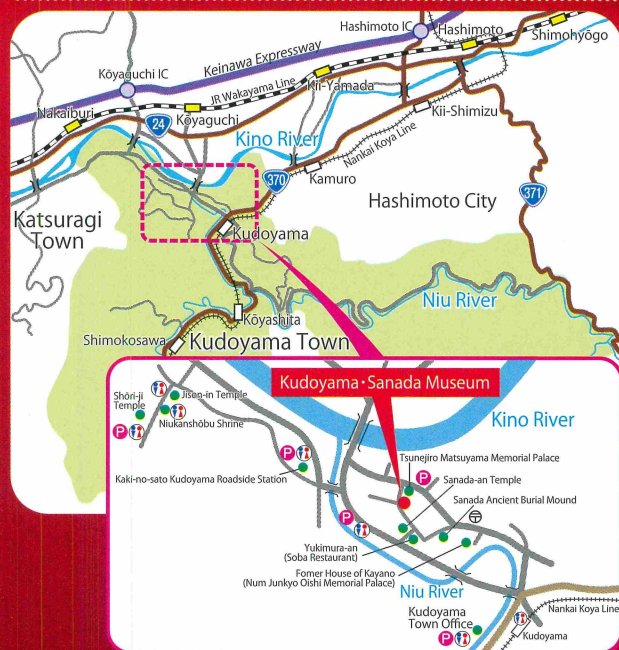 Hashimoto IC
Hashimoto
Shimohyōgo
Keinawa Expressway
Kōyaguchi IC
JR Wakayama Line
Kii-Yamada
Nakaiburi
Kōyaguchi
24
Kii-Shimizu
Kino River
Nankai Koya Line
370
Kamuro
371
Hashimoto City
Katsuragi
Town
Kudoyama
Niu River
Kōyashita
Shimokosawa
Kudoyama Town
Kudoyama・Sanada Museum
Kino River
Shōri-ji
Temple
Jison-in Temple
Niukanshōbu Shrine
P
P
Kaki-no-sato Kudoyama Roadside Station
Tsunejiro Matsuyama Memorial Palace
P
Sanada-an Temple
Sanada Ancient Burial Mound
P
Yukimura-an
(Soba Restaurant)
Fomer House of Kayano
(Num Junkyo Oishi Memorial Palace)
Niu River
Kudoyama
Town Office
P
Nankai Koya Line
Kudoyama